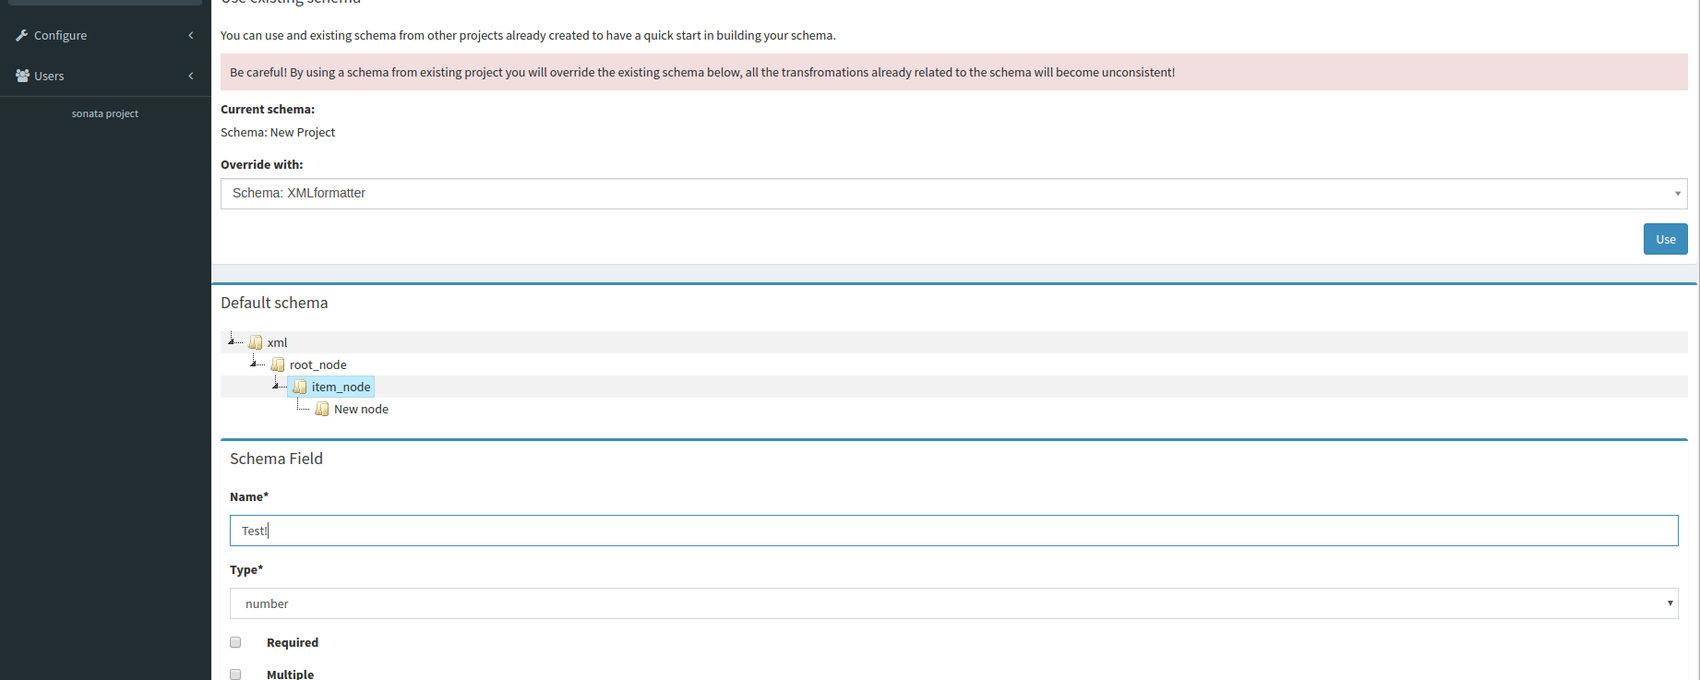 Use existing schema
Configure
You can use and existing schema from other projects already created to have a quick start in building your schema.
Users
Be careful! By using a schema from existing project you will override the existing schema below, all the transfromations already related to the schema will become unconsistent!
sonata project
Current schema:
Schema: New Project
Override with:
Schema: XMLformatter
Use
Default schema
xml
root_node
item_node
New node
Schema Field
Name*
Test!
Type*
number
Required
Multiple